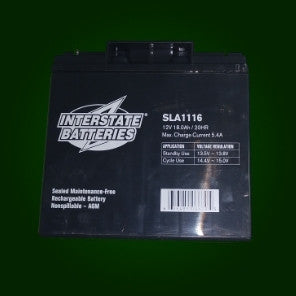 INTERSTATE
BATTERIES
SLA1116
12V 18.0Ah / 20HR
Max. Charge Current 5.4A
APPLICATION VOLTAGE REGULATION
Standby Use 13.5V - 13.8V
Cycle Use 14.4V - 15.0V
Sealed Maintenance-Free
Rechargeable Battery
Nonspillable - AGM